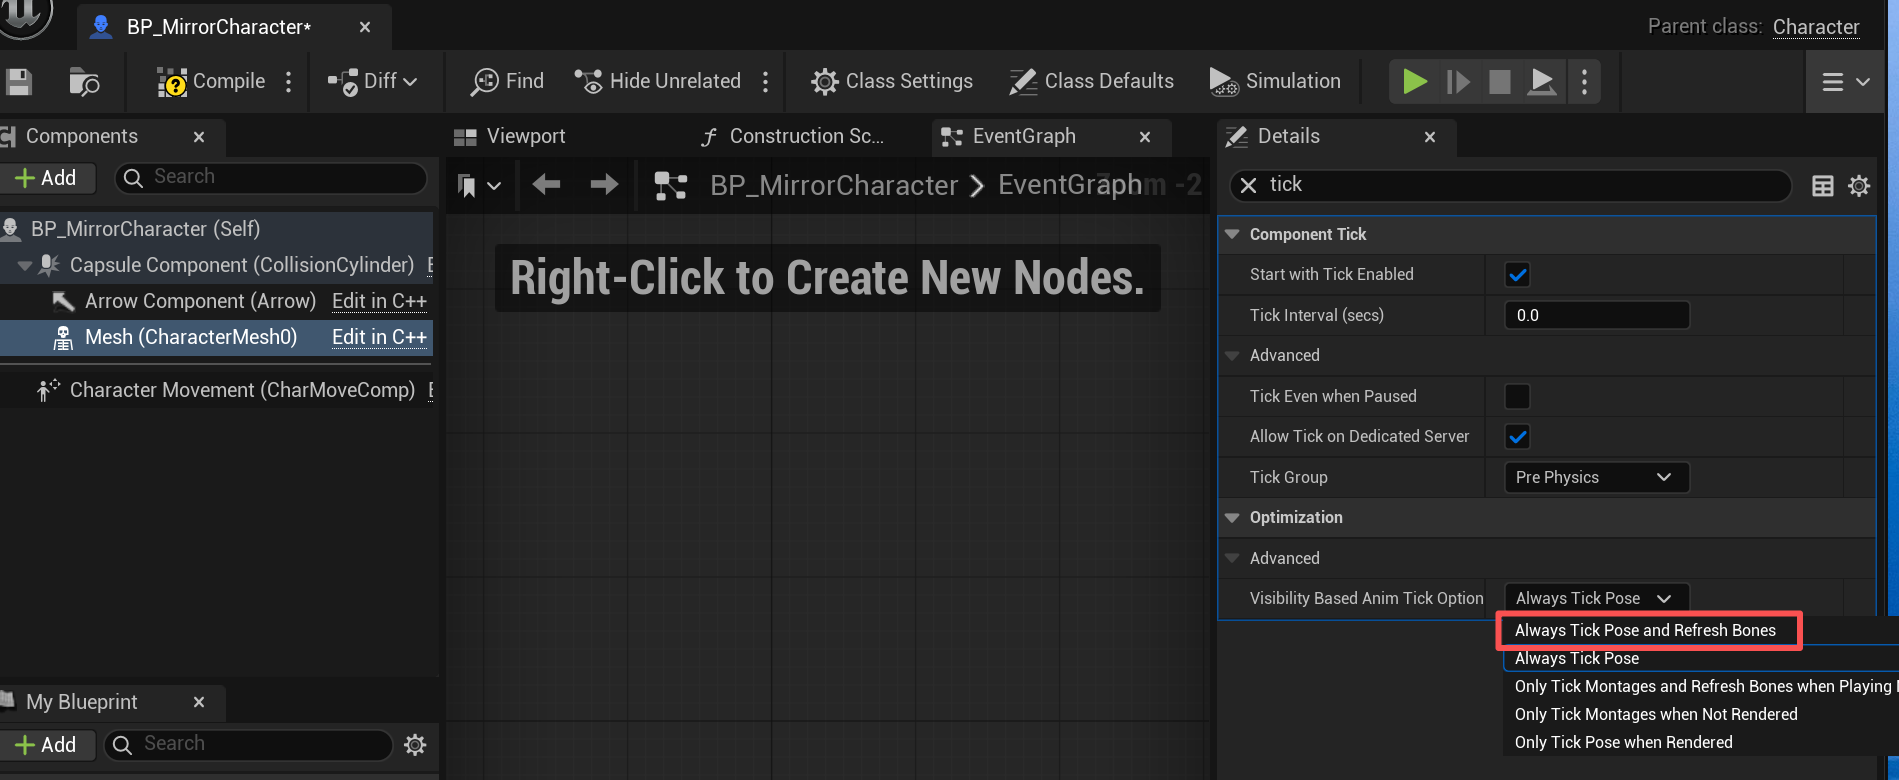 BP_MirrorCharacter*
Parent class: Character
Compile
Diff
Find
Hide Unrelated
Class Settings
Class Defaults
Simulation
Components
Add
Search
BP_MirrorCharacter (Self)
Capsule Component (CollisionCylinder)
Arrow Component (Arrow) Edit in C++
Mesh (CharacterMesh0) Edit in C++
Character Movement (CharMoveComp)
My Blueprint
Add
Search
Viewport
Construction Sc...
EventGraph
BP_MirrorCharacter > EventGraph
-2
Right-Click to Create New Nodes.
Details
tick
Component Tick
Start with Tick Enabled
Tick Interval (secs) 0.0
Advanced
Tick Even when Paused
Allow Tick on Dedicated Server
Tick Group Pre Physics
Optimization
Advanced
Visibility Based Anim Tick Option Always Tick Pose
Always Tick Pose and Refresh Bones
Always Tick Pose
Only Tick Montages and Refresh Bones when Playing
Only Tick Montages when Not Rendered
Only Tick Pose when Rendered